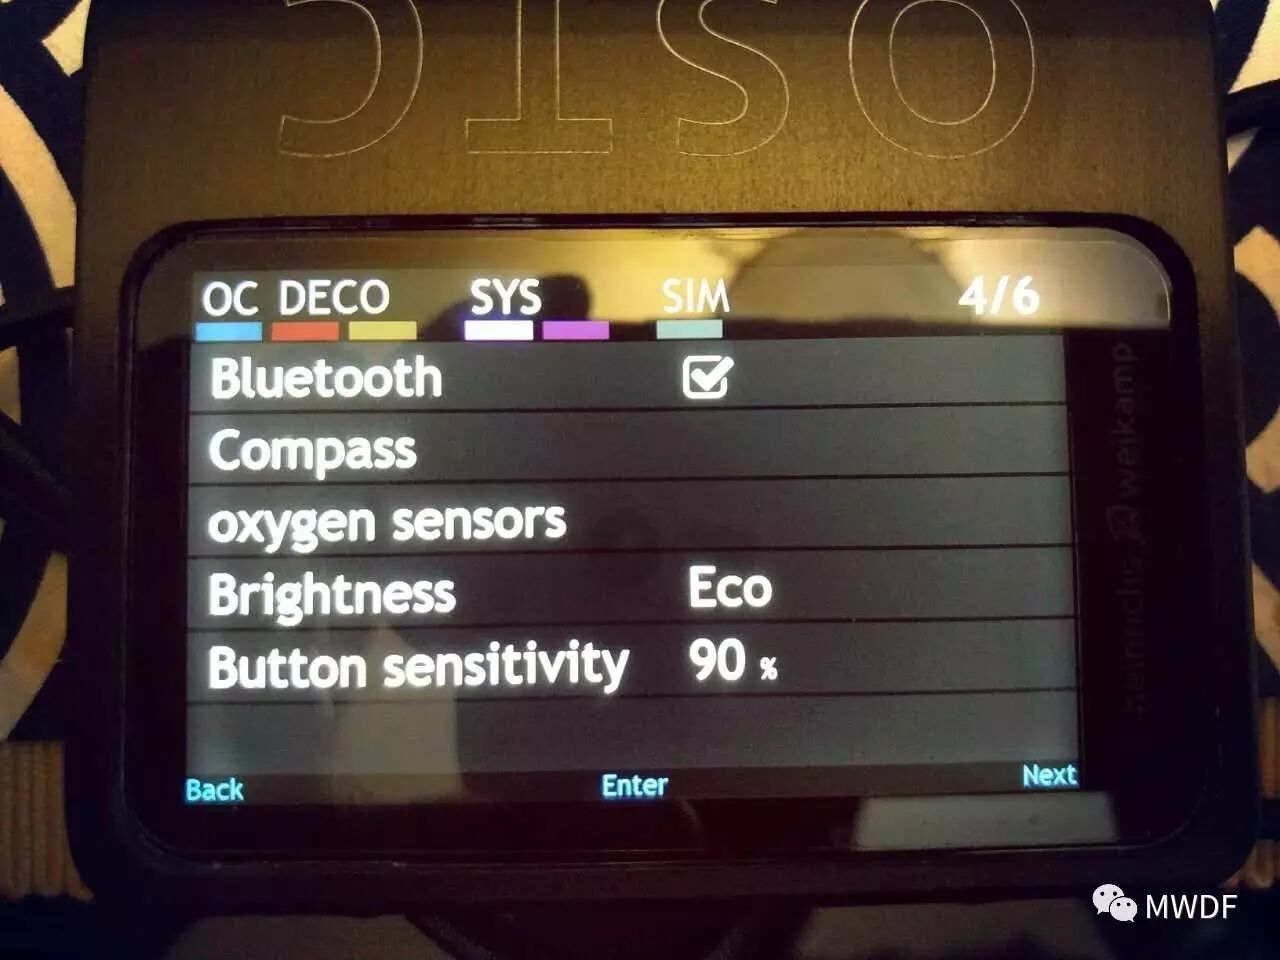 OSTC
OC DECO SYS SIM 4/6
Bluetooth
Compass
oxygen sensors
Brightness Eco
Button sensitivity 90 %
Back Enter Next
heinrichs weikamp
MWDF